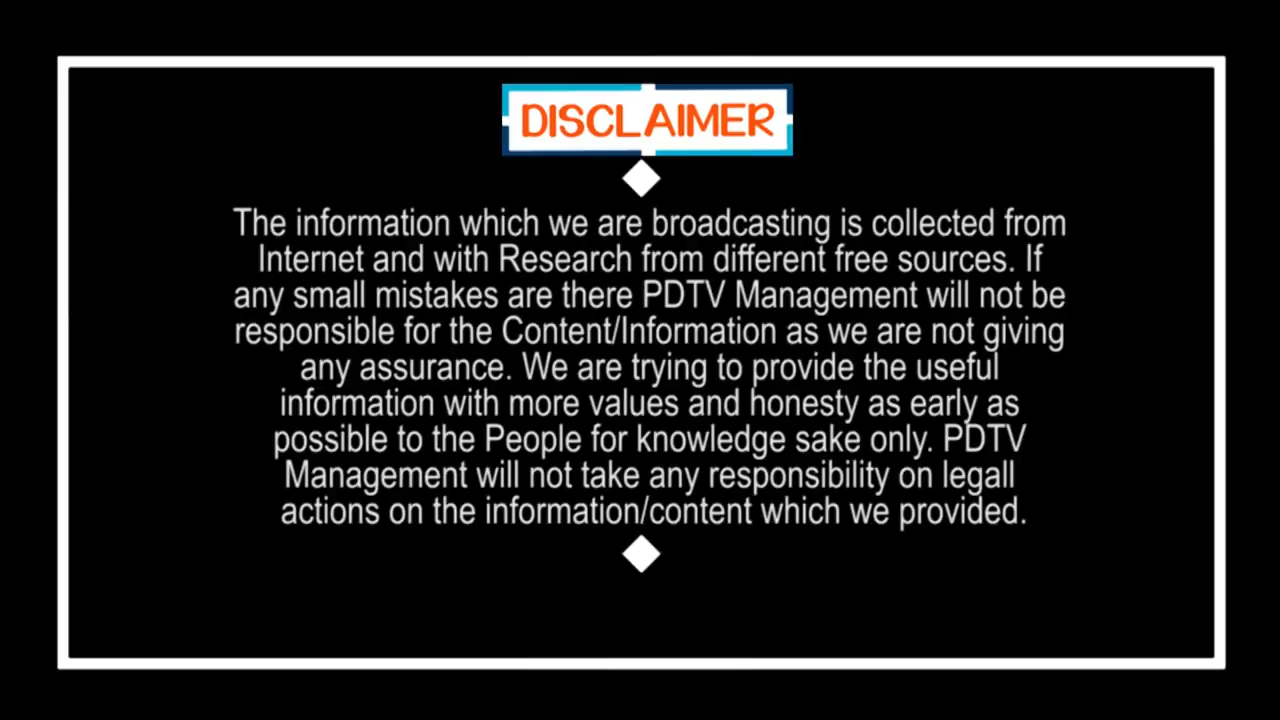 DISCLAIMER
The information which we are broadcasting is collected from
Internet and with Research from different free sources. If
any small mistakes are there PDTV Management will not be
responsible for the Content/Information as we are not giving
any assurance. We are trying to provide the useful
information with more values and honesty as early as
possible to the People for knowledge sake only. PDTV
Management will not take any responsibility on legall
actions on the information/content which we provided.